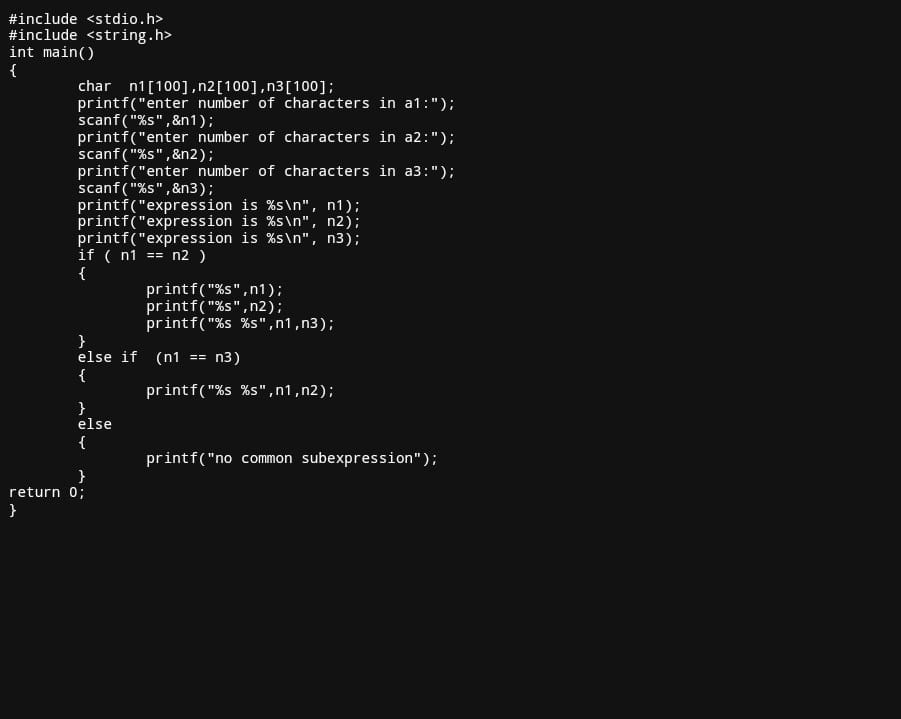 #include <stdio.h>
#include <string.h>
int main()
{
        char  n1[100],n2[100],n3[100];
        printf("enter number of characters in a1:");
        scanf("%s",&n1);
        printf("enter number of characters in a2:");
        scanf("%s",&n2);
        printf("enter number of characters in a3:");
        scanf("%s",&n3);
        printf("expression is %s\n", n1);
        printf("expression is %s\n", n2);
        printf("expression is %s\n", n3);
        if ( n1 == n2 )
        {
                printf("%s",n1);
                printf("%s",n2);
                printf("%s %s",n1,n3);
        }
        else if  (n1 == n3)
        {
                printf("%s %s",n1,n2);
        }
        else
        {
                printf("no common subexpression");
        }
return 0;
}